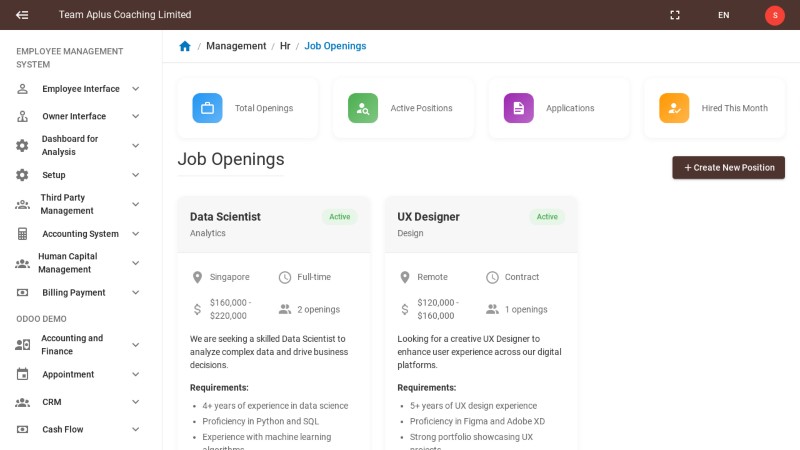 Team Aplus Coaching Limited
EN
S
EMPLOYEE MANAGEMENT
SYSTEM
Employee Interface
Owner Interface
Dashboard for
Analysis
Setup
Third Party
Management
Accounting System
Human Capital
Management
Billing Payment
ODOO DEMO
Accounting and
Finance
Appointment
CRM
Cash Flow
/ Management / Hr / Job Openings
Total Openings
Active Positions
Applications
Hired This Month
Job Openings
+ Create New Position
Data Scientist
Active
Analytics
Singapore
Full-time
$160,000 -
$220,000
2 openings
We are seeking a skilled Data Scientist to
analyze complex data and drive business
decisions.
Requirements:
• 4+ years of experience in data science
• Proficiency in Python and SQL
• Experience with machine learning
algorithms
UX Designer
Active
Design
Remote
Contract
$120,000 -
$160,000
1 openings
Looking for a creative UX Designer to
enhance user experience across our digital
platforms.
Requirements:
• 5+ years of UX design experience
• Proficiency in Figma and Adobe XD
• Strong portfolio showcasing UX
projects